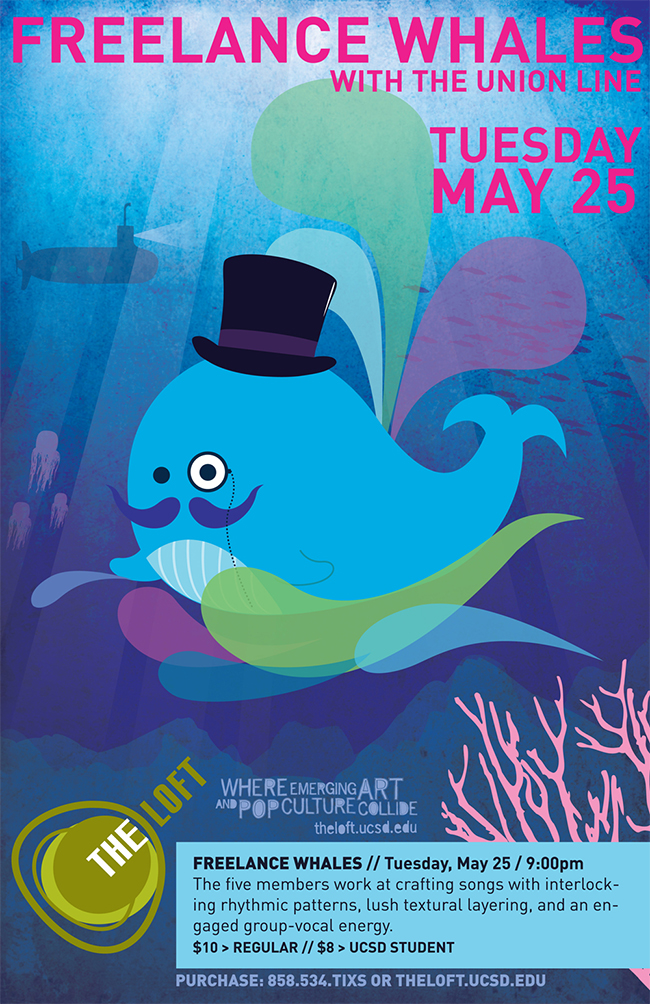 FREELANCE WHALES
WITH THE UNION LINE
TUESDAY
MAY 25
THE LOFT
WHERE EMERGING ART
AND POP CULTURE COLLIDE
theloft.ucsd.edu
FREELANCE WHALES // Tuesday, May 25 / 9:00pm
The five members work at crafting songs with interlock-
ing rhythmic patterns, lush textural layering, and an en-
gaged group-vocal energy.
$10 > REGULAR // $8 > UCSD STUDENT
PURCHASE: 858.534.TIXS OR THELOFT.UCSD.EDU